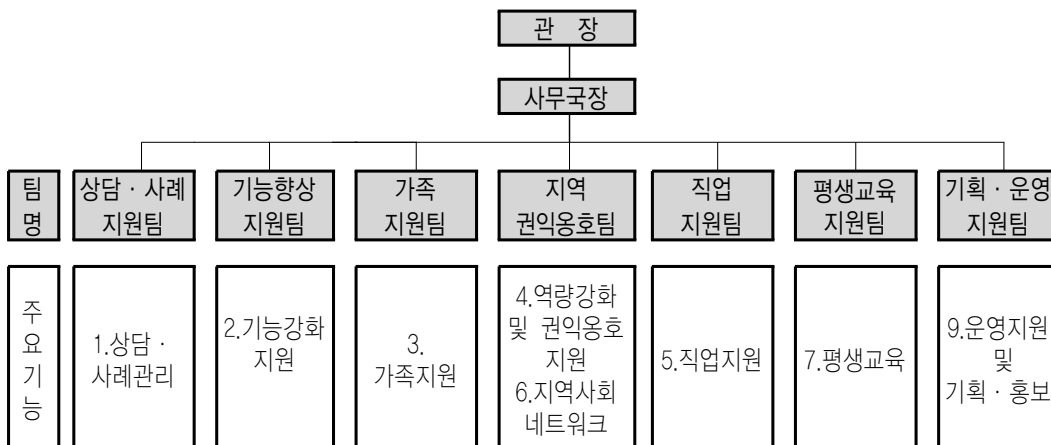 관 장
사무국장
팀
명
상담 · 사례
지원팀
기능향상
지원팀
가족
지원팀
지역
권익옹호팀
직업
지원팀
평생교육
지원팀
기획 · 운영
지원팀
주
요
기
능
1.상담 ·
사례관리
2.기능강화
지원
3.
가족지원
4.역량강화
및 권익옹호
지원
6.지역사회
네트워크
5.직업지원
7.평생교육
9.운영지원
및
기획 · 홍보